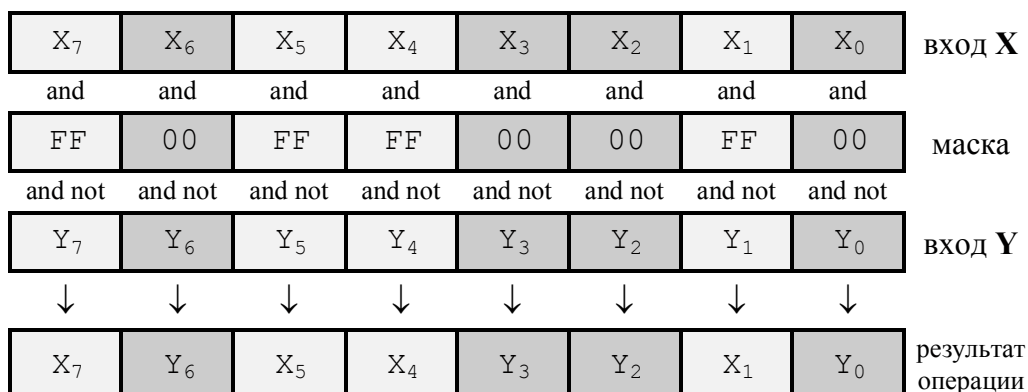 X₇ X₆ X₅ X₄ X₃ X₂ X₁ X₀ вход X
and and and and and and and and
FF 00 FF FF 00 00 FF 00 маска
and not and not and not and not and not and not and not and not
Y₇ Y₆ Y₅ Y₄ Y₃ Y₂ Y₁ Y₀ вход Y
↓ ↓ ↓ ↓ ↓ ↓ ↓ ↓
X₇ Y₆ X₅ X₄ Y₃ Y₂ X₁ Y₀ результат
операции